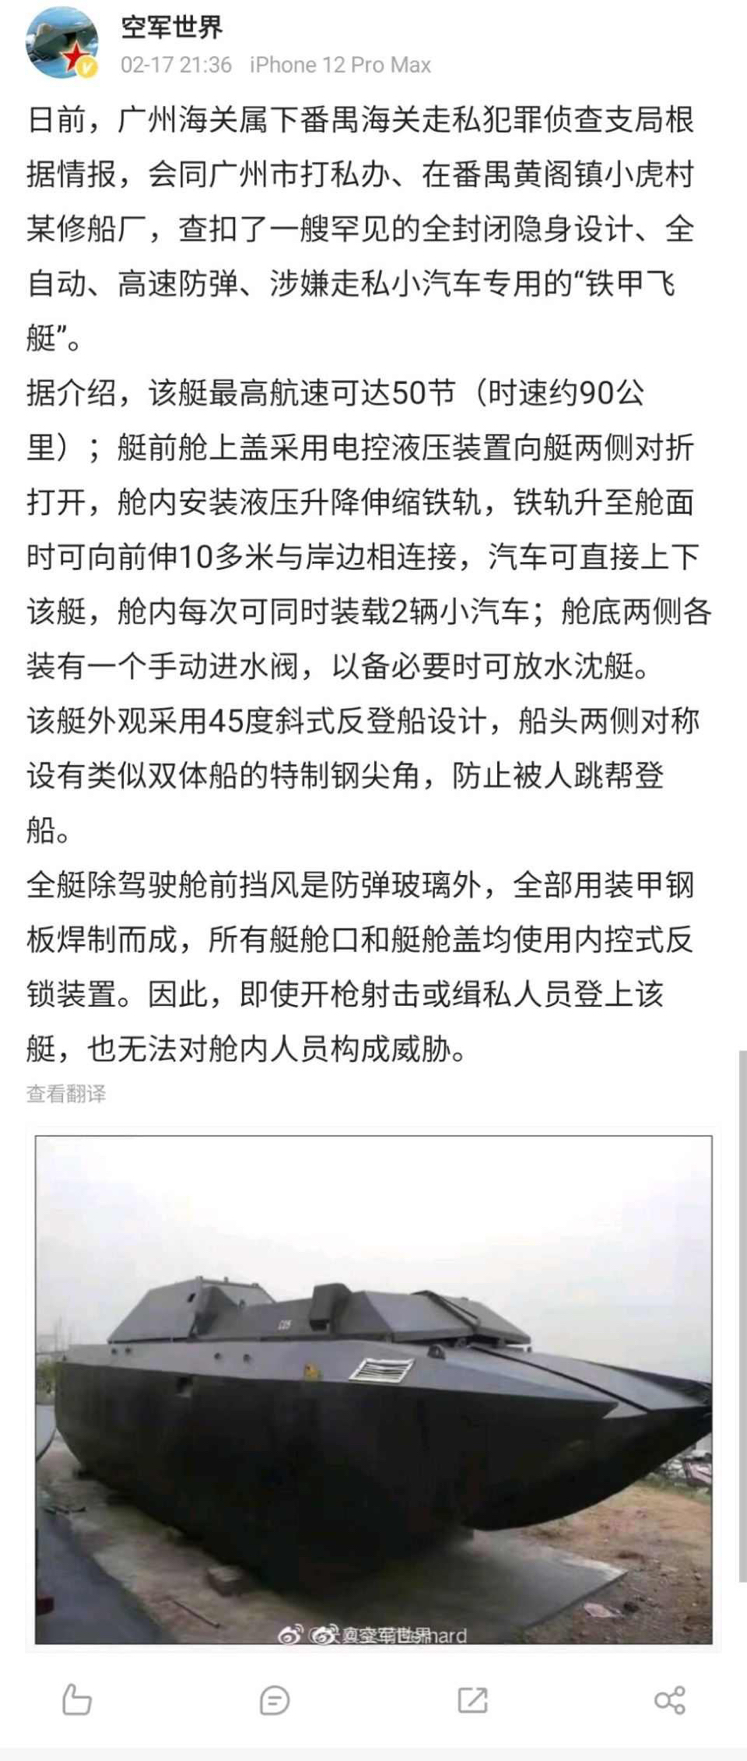 空军世界
02-17 21:36 iPhone 12 Pro Max
日前，广州海关属下番禺海关走私犯罪侦查支局根
据情报，会同广州市打私办、在番禺黄阁镇小虎村
某修船厂，查扣了一艘罕见的全封闭隐身设计、全
自动、高速防弹、涉嫌走私小汽车专用的“铁甲飞
艇”。
据介绍，该艇最高航速可达50节（时速约90公
里）；艇前舱上盖采用电控液压装置向艇两侧对折
打开，舱内安装液压升降伸缩铁轨，铁轨升至舱面
时可向前伸10多米与岸边相连接，汽车可直接上下
该艇，舱内每次可同时装载2辆小汽车；舱底两侧各
装有一个手动进水阀，以备必要时可放水沈艇。
该艇外观采用45度斜式反登船设计，船头两侧对称
设有类似双体船的特制钢尖角，防止被人跳帮登
船。
全艇除驾驶舱前挡风是防弹玻璃外，全部用装甲钢
板焊制而成，所有艇舱口和艇舱盖均使用内控式反
锁装置。因此，即使开枪射击或缉私人员登上该
艇，也无法对舱内人员构成威胁。
查看翻译
@空军世界